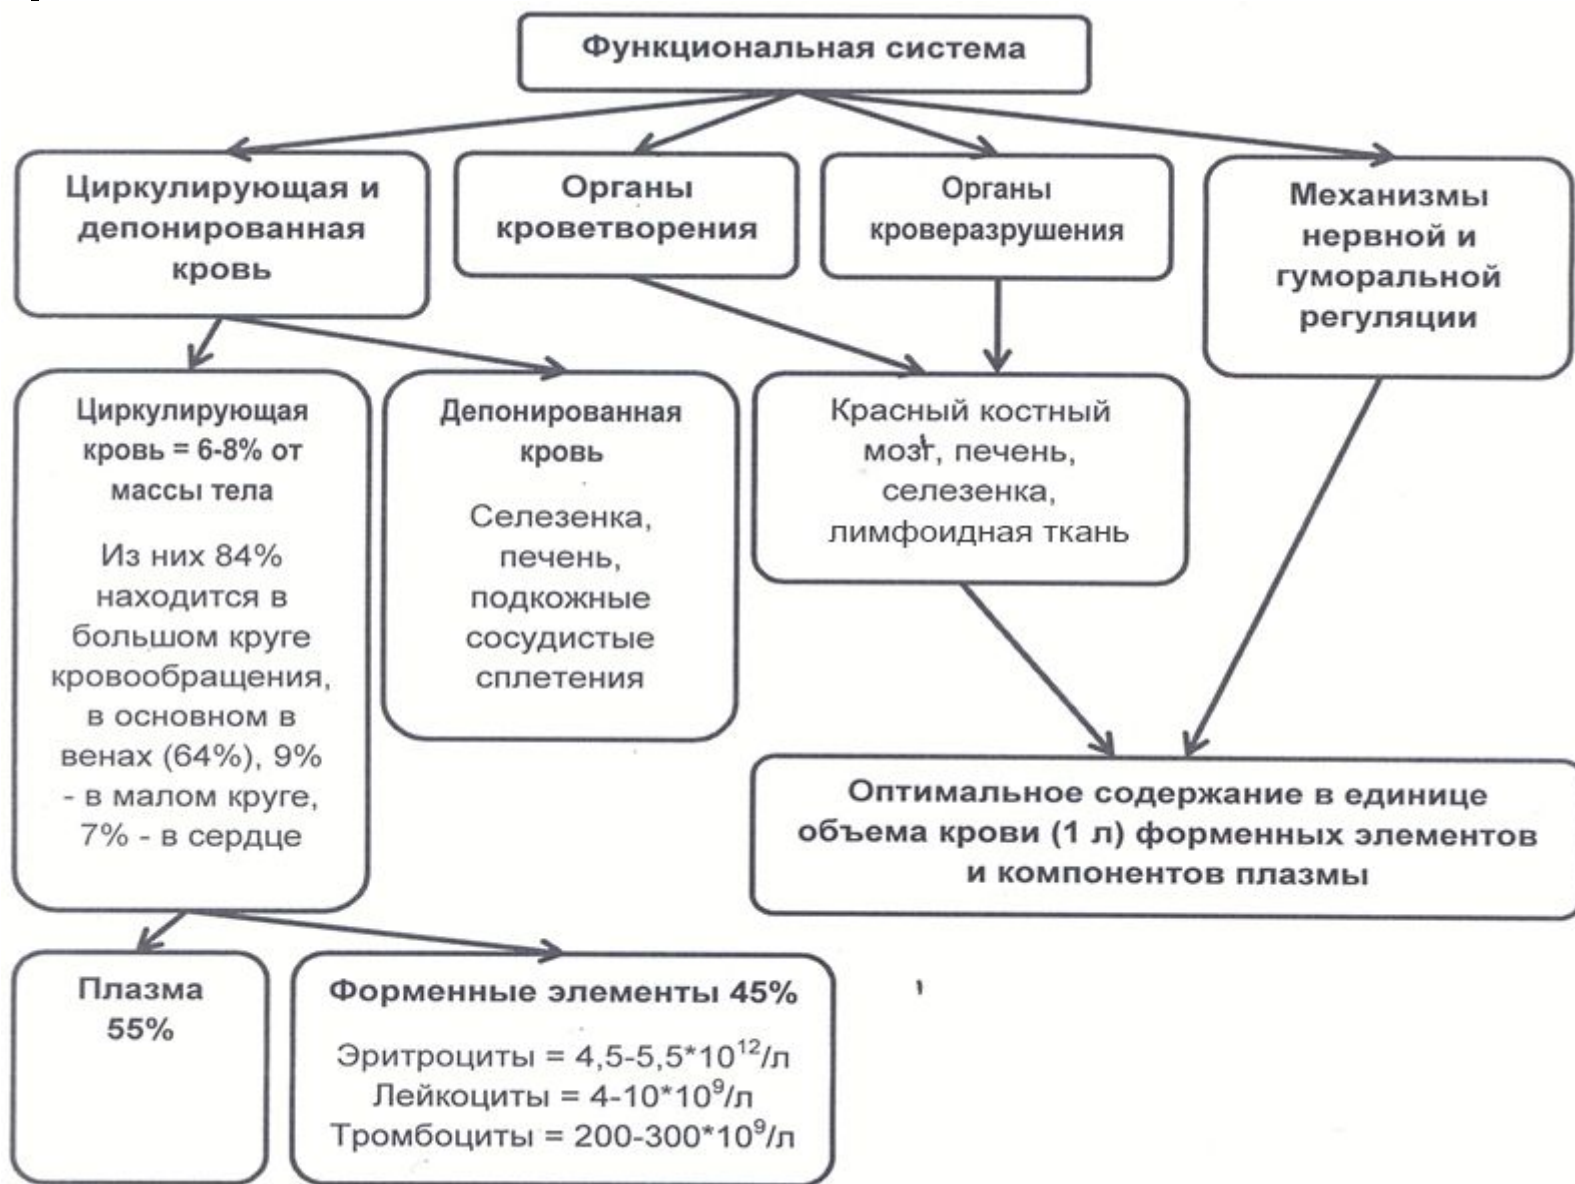 Функциональная система
Циркулирующая и
депонированная
кровь
Органы
кроветворения
Органы
кроверазрушения
Механизмы
нервной и
гуморальной
регуляции
Циркулирующая
кровь = 6-8% от
массы тела
Из них 84%
находится в
большом круге
кровообращения,
в основном в
венах (64%), 9%
- в малом круге,
7% - в сердце
Депонированная
кровь
Селезенка,
печень,
подкожные
сосудистые
сплетения
Красный костный
мозг, печень,
селезенка,
лимфоидная ткань
Оптимальное содержание в единице
объема крови (1 л) форменных элементов
и компонентов плазмы
Плазма
55%
Форменные элементы 45%
Эритроциты = 4,5-5,5*10¹²/л
Лейкоциты = 4-10*10⁹/л
Тромбоциты = 200-300*10⁹/л